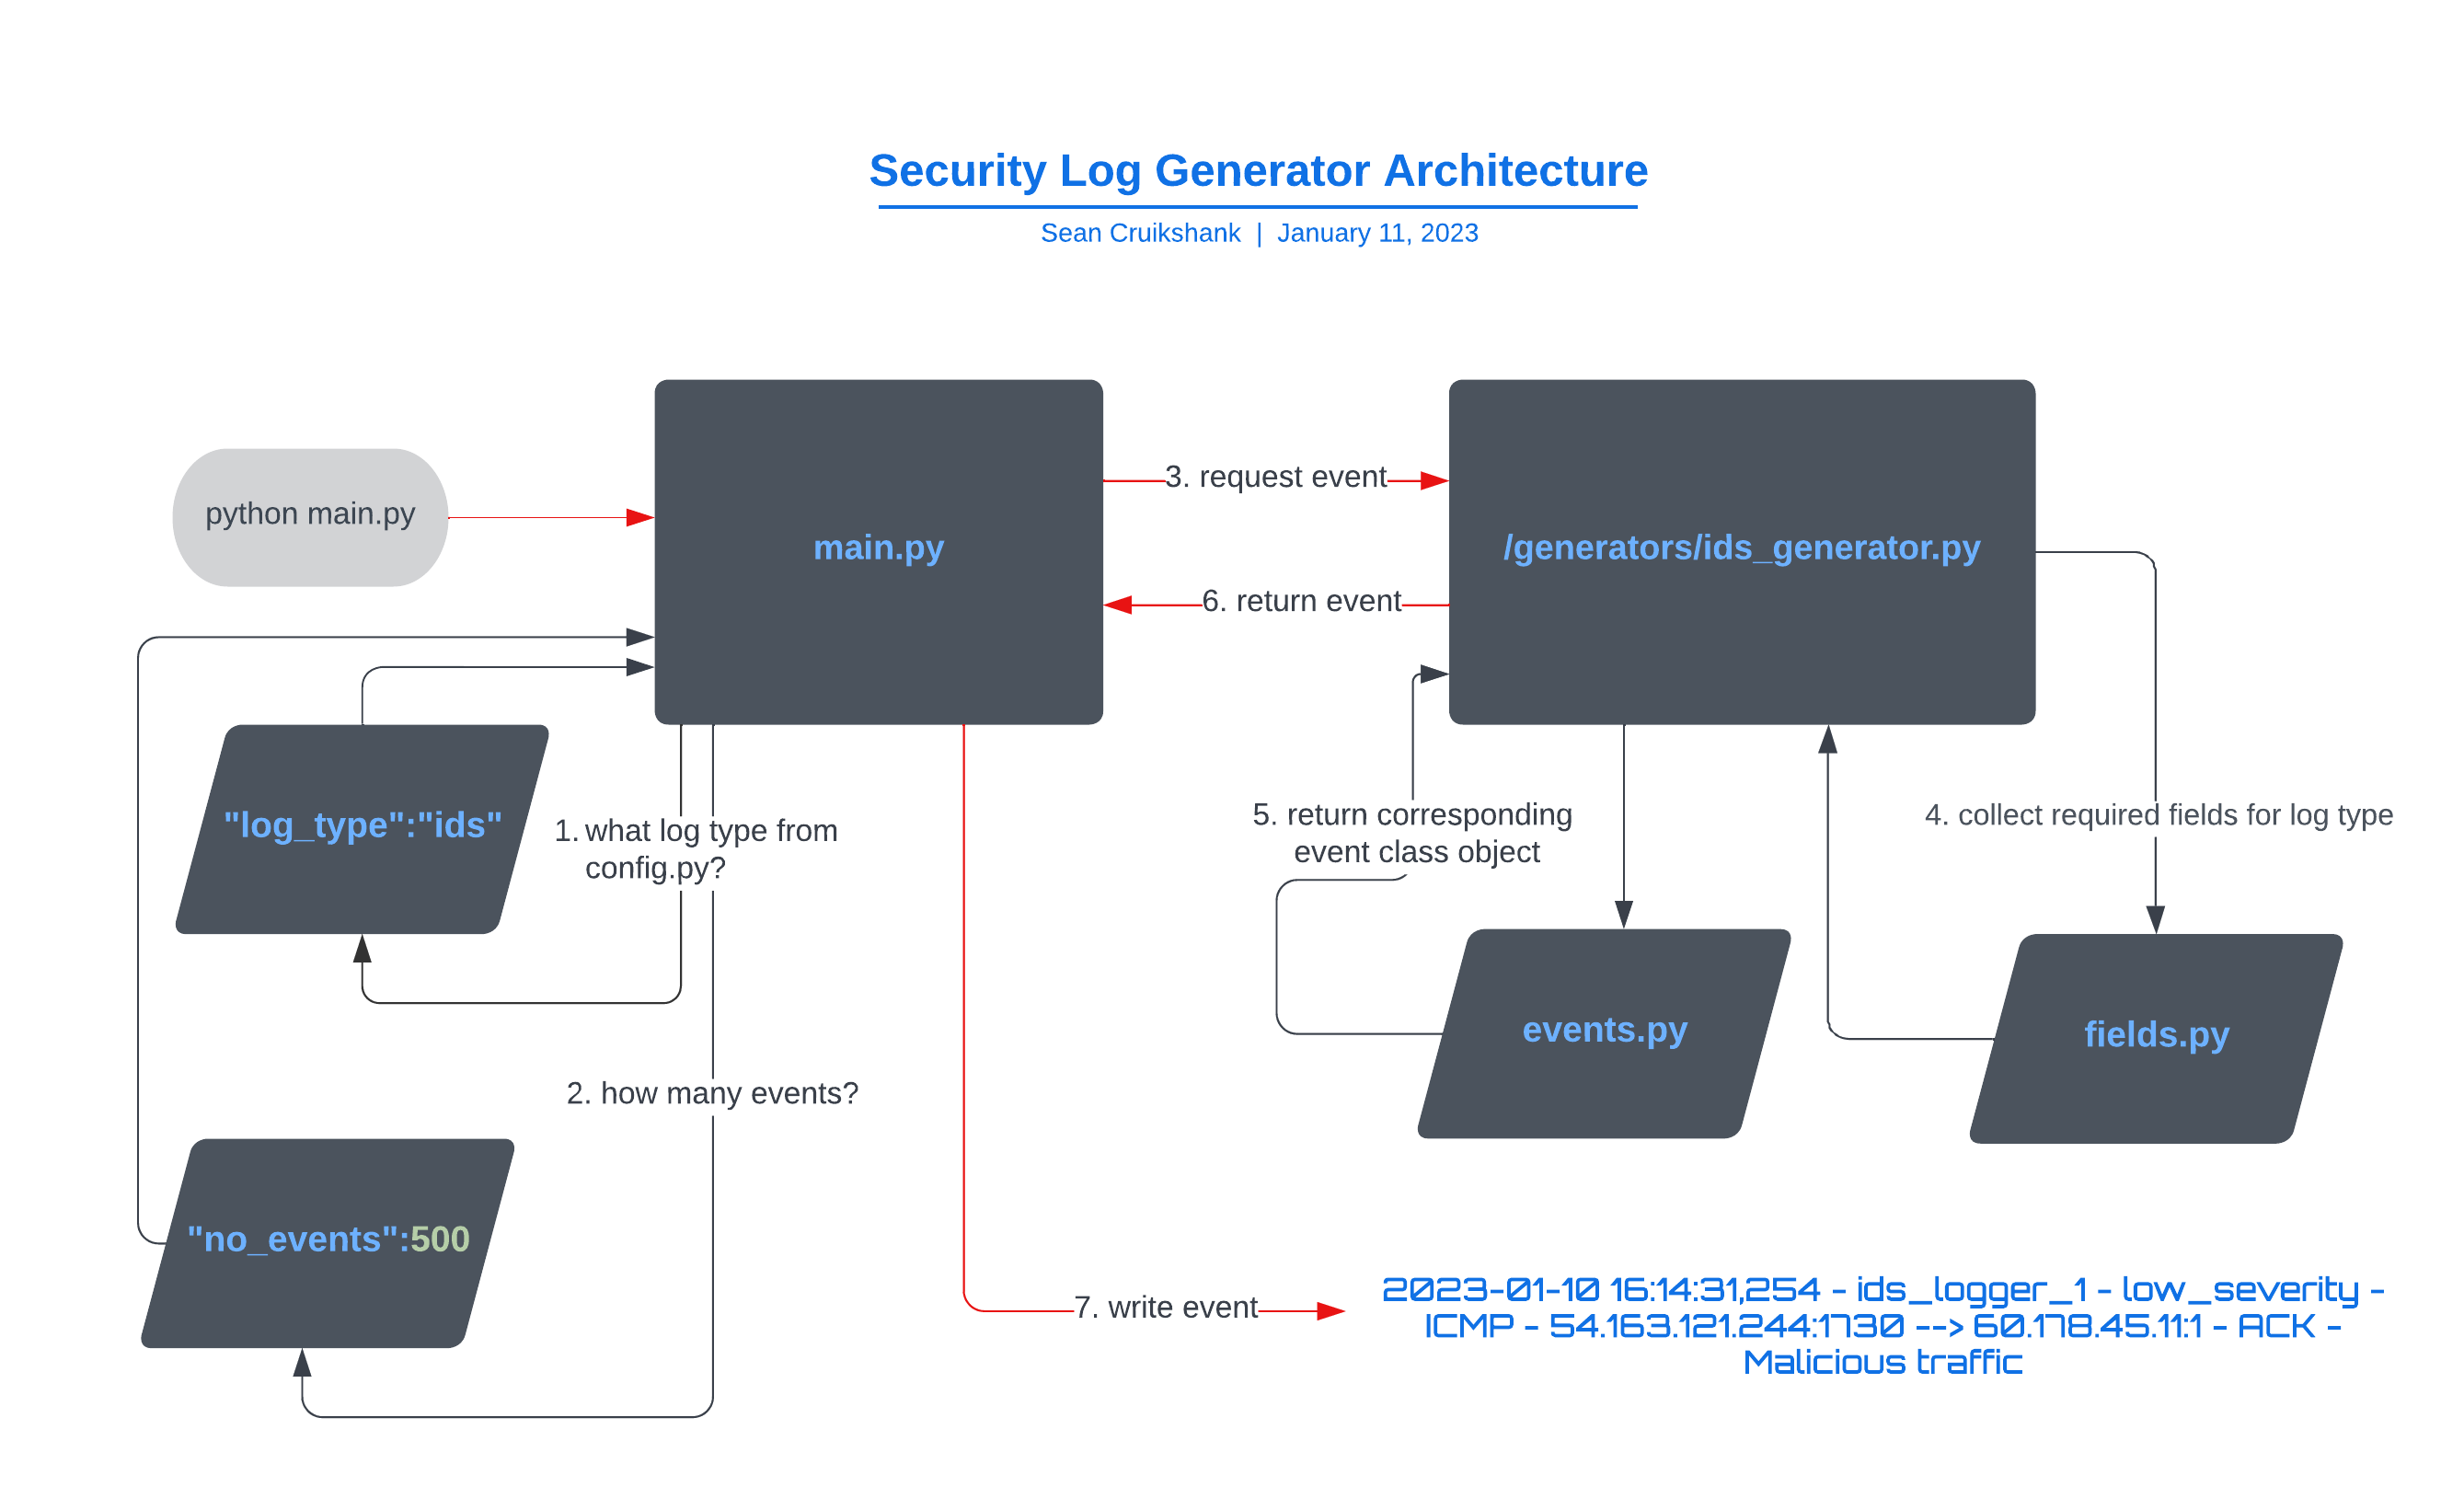 Security Log Generator Architecture
Sean Cruikshank | January 11, 2023
python main.py
main.py
3. request event
6. return event
/generators/ids_generator.py
"log_type":"ids"
1. what log type from
config.py?
5. return corresponding
event class object
4. collect required fields for log type
events.py
fields.py
2. how many events?
"no_events":500
7. write event
2023-01-10 16:14:31,254 - ids_logger_1 - low_severity -
ICMP - 54.163.121.244:1730 --> 60.178.45.11:1 - ACK -
Malicious traffic